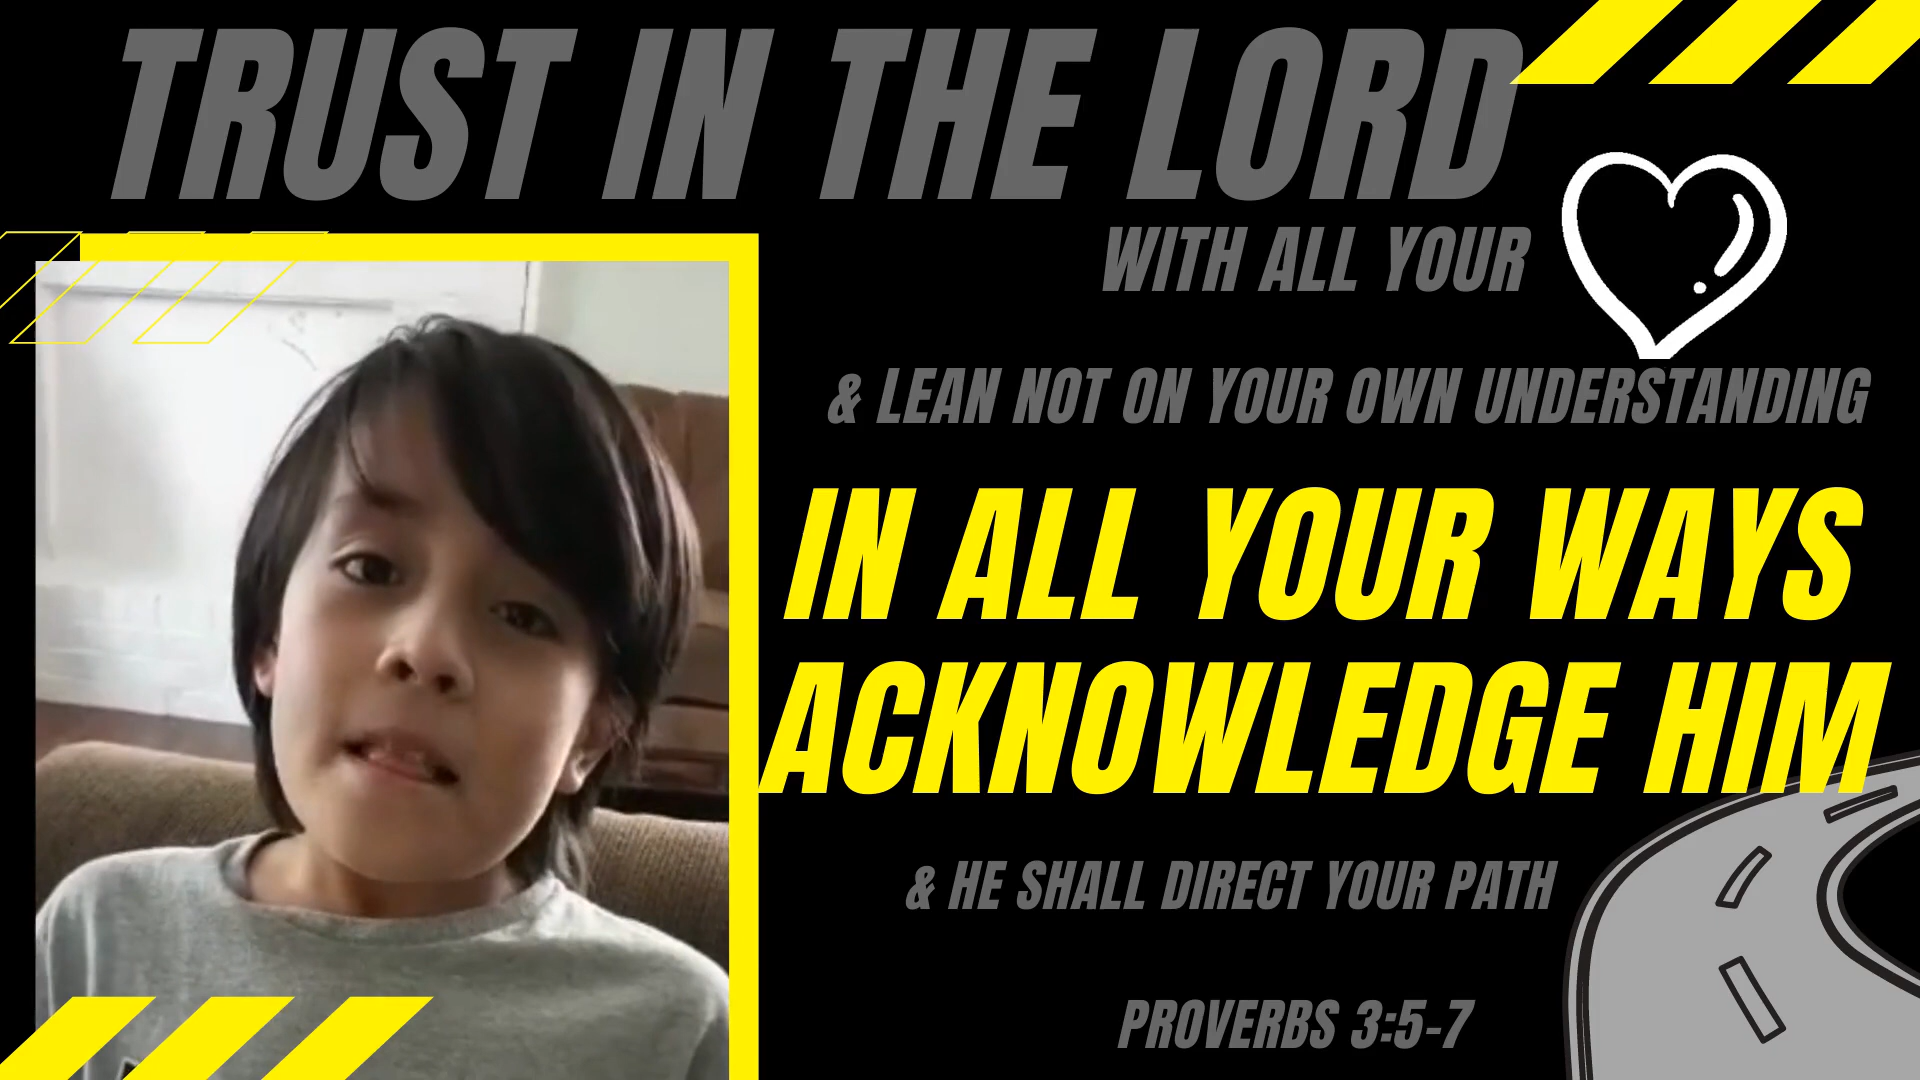 TRUST IN THE LORD
WITH ALL YOUR
& LEAN NOT ON YOUR OWN UNDERSTANDING
IN ALL YOUR WAYS
ACKNOWLEDGE HIM
& HE SHALL DIRECT YOUR PATH
PROVERBS 3:5-7